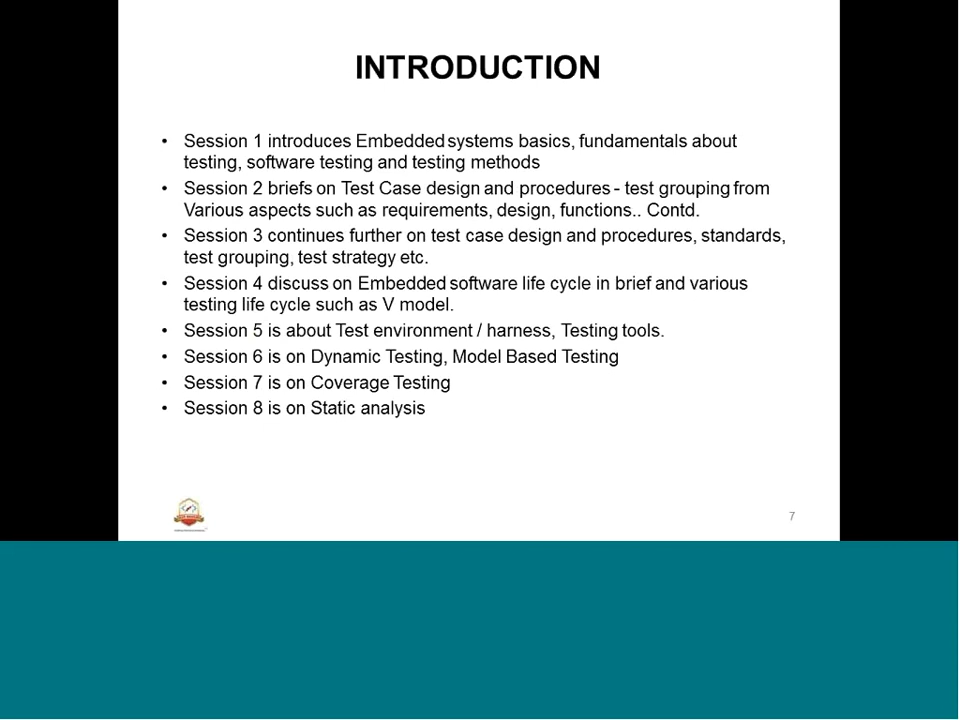 INTRODUCTION
• Session 1 introduces Embedded systems basics, fundamentals about
testing, software testing and testing methods
• Session 2 briefs on Test Case design and procedures - test grouping from
Various aspects such as requirements, design, functions.. Contd.
• Session 3 continues further on test case design and procedures, standards,
test grouping, test strategy etc.
• Session 4 discuss on Embedded software life cycle in brief and various
testing life cycle such as V model.
• Session 5 is about Test environment / harness, Testing tools.
• Session 6 is on Dynamic Testing, Model Based Testing
• Session 7 is on Coverage Testing
• Session 8 is on Static analysis
7